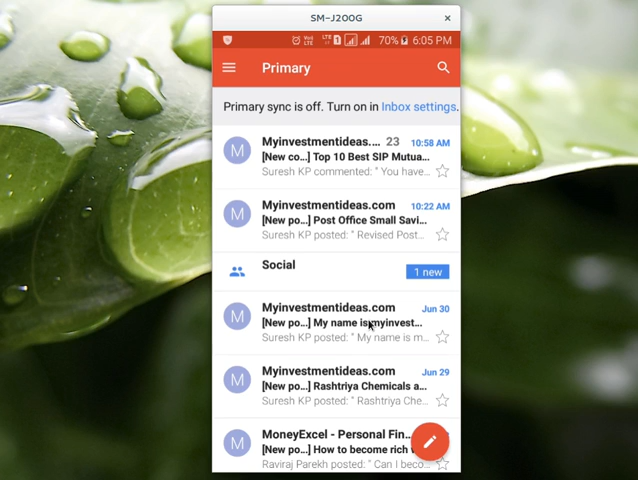 SM-J200G
70% 6:05 PM
Primary
Primary sync is off. Turn on in Inbox settings.
M
Myinvestmentideas.... 23 10:58 AM
[New co...] Top 10 Best SIP Mutua...
Suresh KP commented: " You have...
M
Myinvestmentideas.com 10:22 AM
[New po...] Post Office Small Savi...
Suresh KP posted: " Revised Post...
Social
1 new
M
Myinvestmentideas.com Jun 30
[New po...] My name is myinvest...
Suresh KP posted: " My name is m...
M
Myinvestmentideas.com Jun 29
[New po...] Rashtriya Chemicals a...
Suresh KP posted: " Rashtriya Che...
M
MoneyExcel - Personal Fin...
[New po...] How to become rich
Raviraj Parekh posted: " Can I beco...